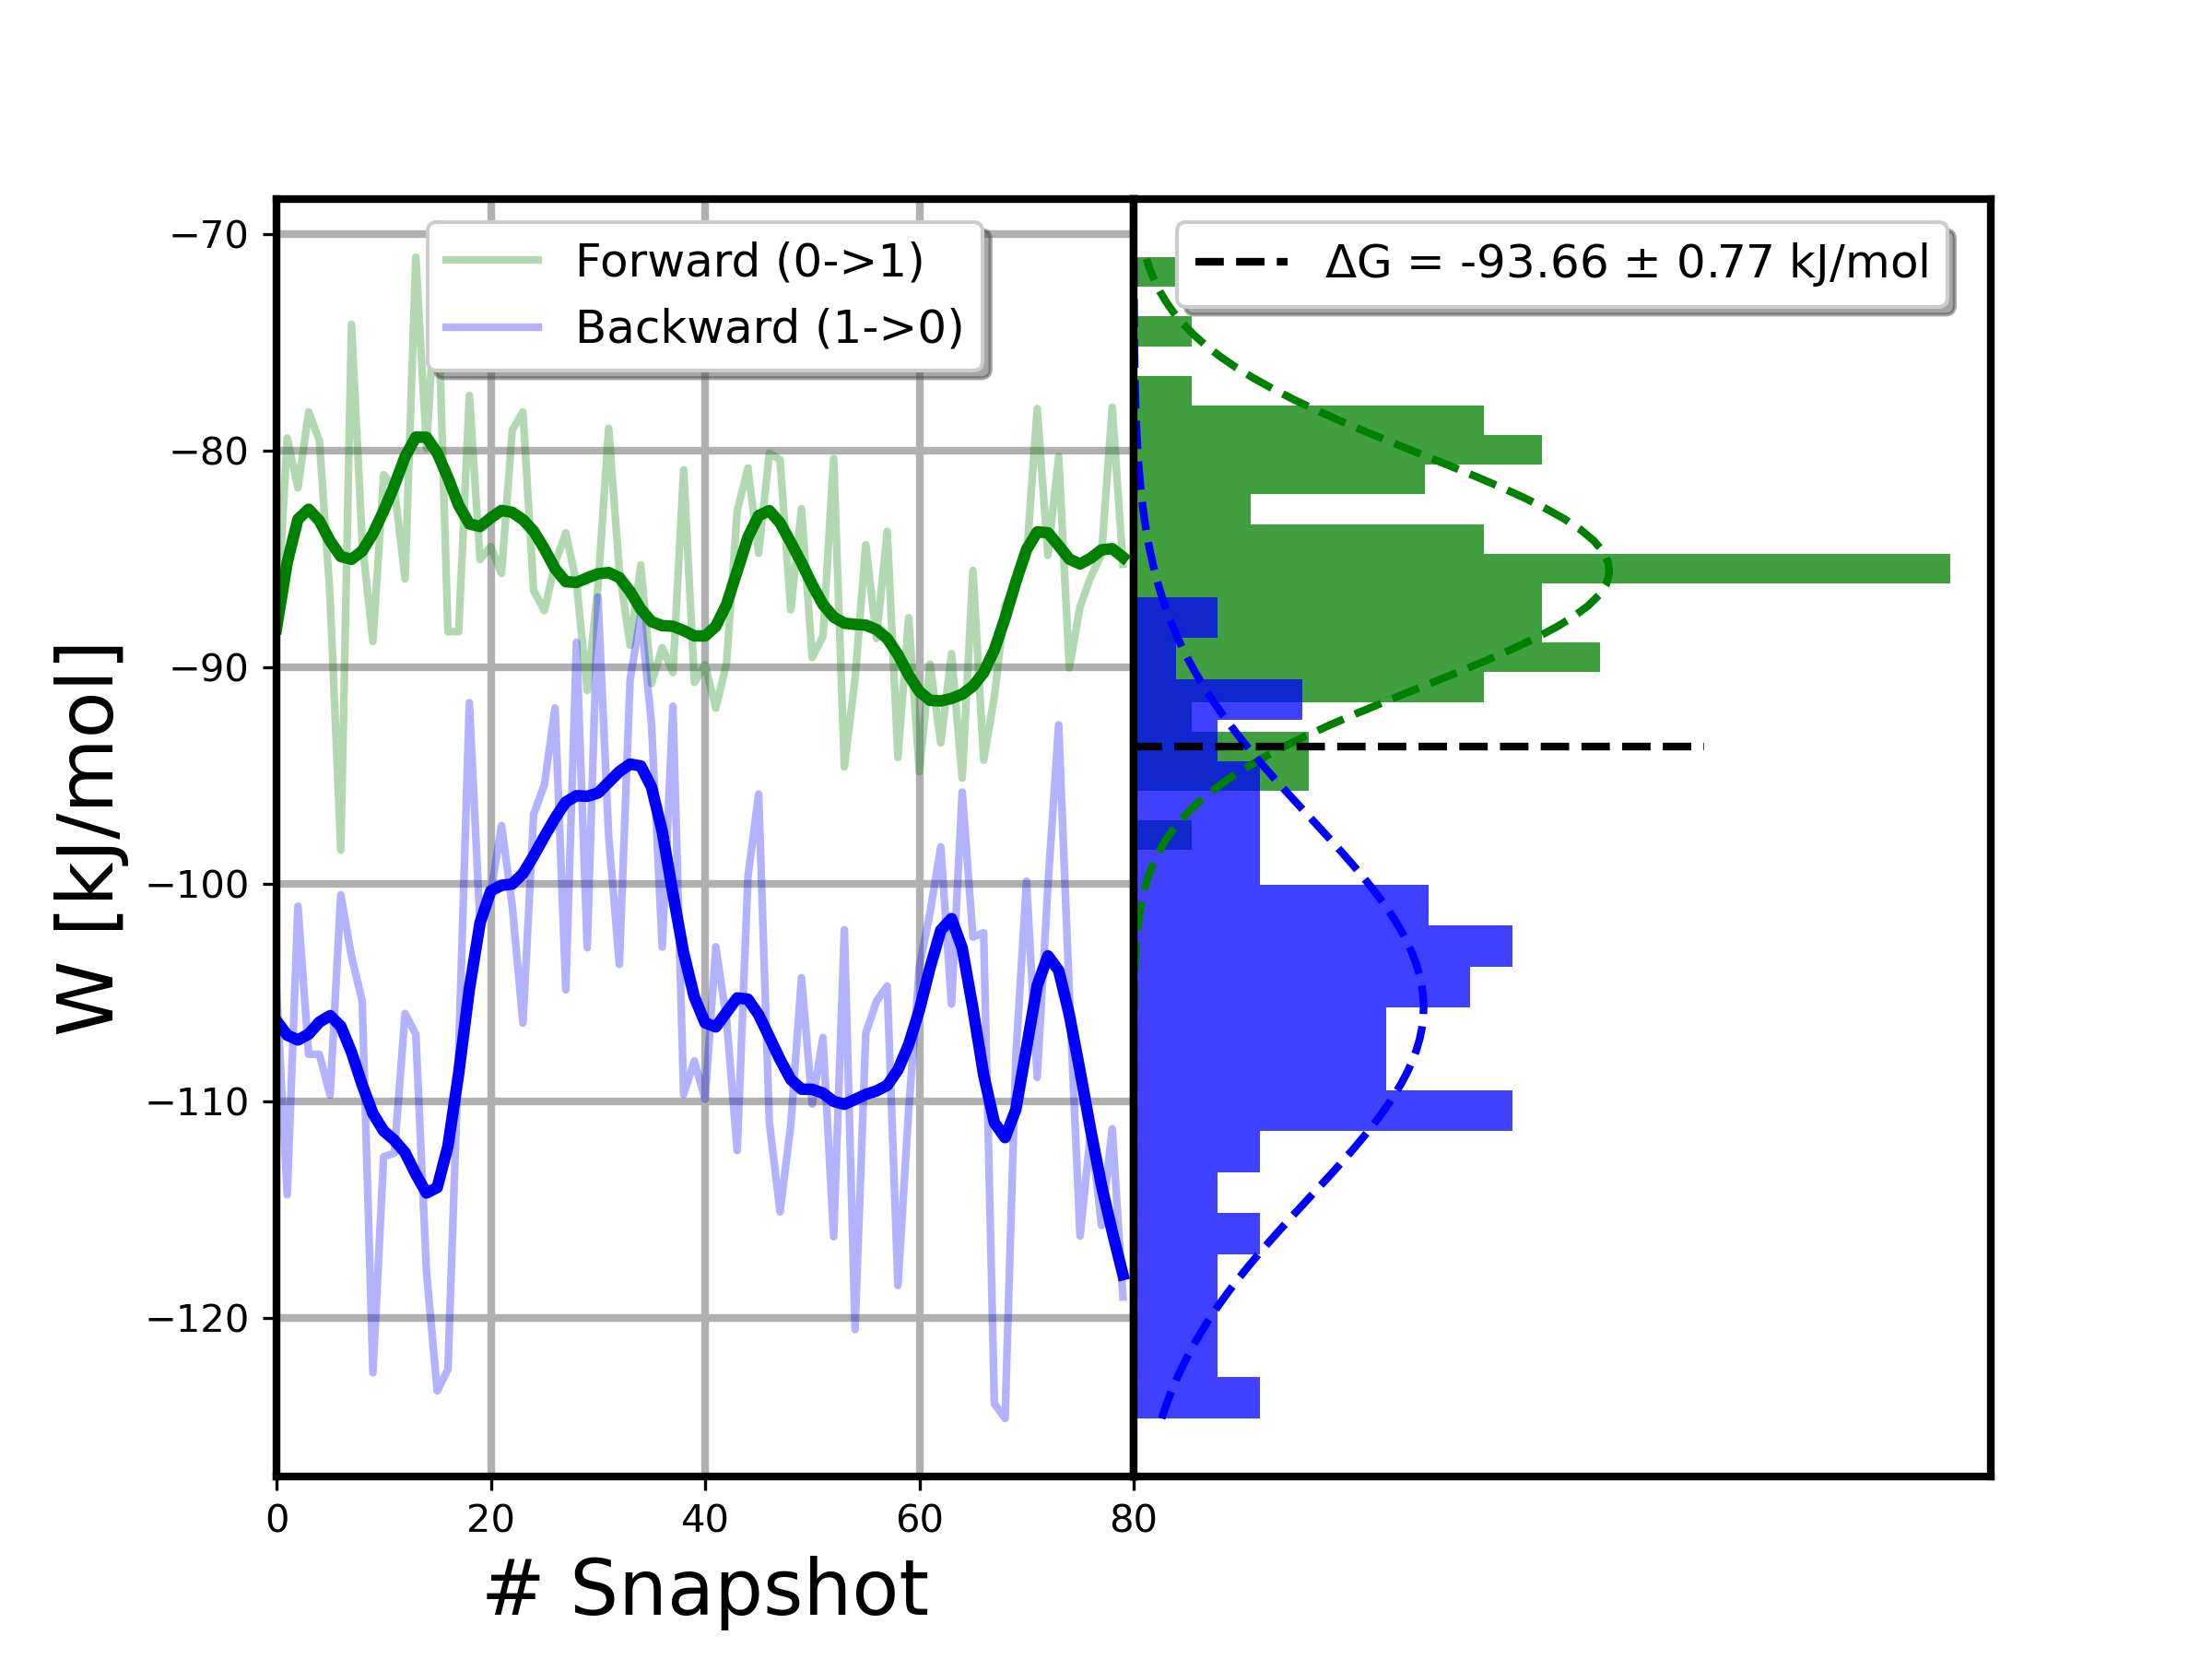 Forward (0->1)
Backward (1->0)
ΔG = -93.66 ± 0.77 kJ/mol
W [kJ/mol]
−70
−80
−90
−100
−110
−120
0 20 40 60 80
# Snapshot